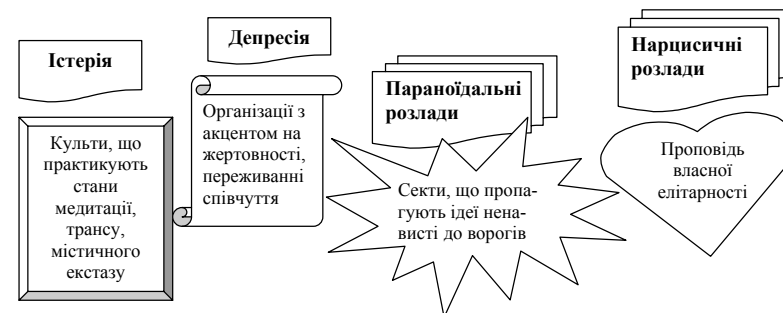 Істерія
Культи, що
практикують
стани
медитації,
трансу,
містичного
екстазу
Депресія
Організації з
акцентом на
жертовності,
переживанні
співчуття
Параноїдальні
розлади
Секти, що пропа-
гують ідеї нена-
висті до ворогів
Нарцисичні
розлади
Проповідь
власної
елітарності